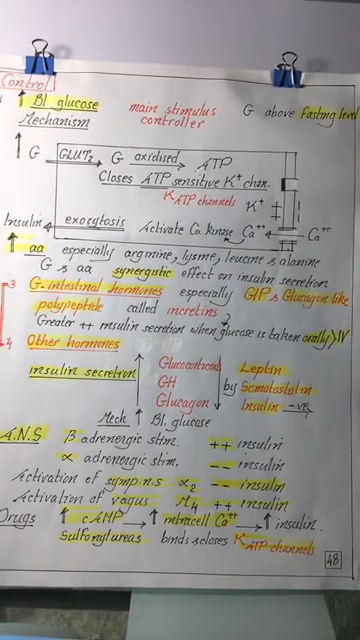 Control
1 ↑ Bl glucose main stimulus G above fasting level
Mechanism controller
↑ G GLUT2 G oxidised → ATP
Closes ATP sensitive K+ chan.
KATP channels
K+
Insulin exocytosis Activate Ca kinase Ca++ Ca++
↑ aa especially arginine, lysine, leucine & alanine
G & aa synergistic effect on insulin secretion
3 G-intestinal hormones especially GIP & Glucagon like
polypeptide called incretins
Greater ++ insulin secretion when glucose is taken orally > IV
4 Other hormones
insulin secretion ↑ Glucocorticoids GH Glucagon ↓ by Leptin Somatostatin Insulin -ve
Mech ↑ Bl. glucose
A.N.S β adrenergic stim. ++ insulin
α adrenergic stim. -- insulin
Activation of symp. n.s α2 -- insulin
Activation of vagus M4 ++ insulin
Drugs ↑ cAMP → ↑ intracell Ca++ → ↑ insulin.
Sulfonylureas binds & closes KATP channels
48